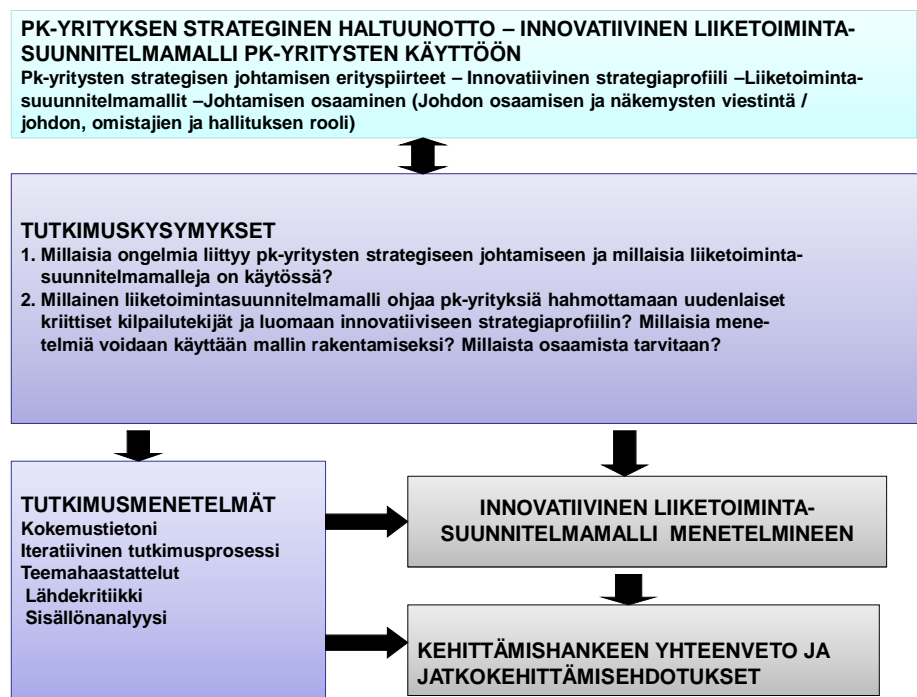 PK-YRITYKSEN STRATEGINEN HALTUUNOTTO – INNOVATIIVINEN LIIKETOIMINTA-
SUUNNITELMAMALLI PK-YRITYSTEN KÄYTTÖÖN
Pk-yritysten strategisen johtamisen erityspiirteet – Innovatiivinen strategiaprofiili –Liiketoiminta-
suuunnitelmamallit –Johtamisen osaaminen (Johdon osaamisen ja näkemysten viestintä /
johdon, omistajien ja hallituksen rooli)
TUTKIMUSKYSYMYKSET
1. Millaisia ongelmia liittyy pk-yritysten strategiseen johtamiseen ja millaisia liiketoiminta-
suunnitelmamalleja on käytössä?
2. Millainen liiketoimintasuunnitelmamalli ohjaa pk-yrityksiä hahmottamaan uudenlaiset
kriittiset kilpailutekijät ja luomaan innovatiiviseen strategiaprofiilin? Millaisia mene-
telmiä voidaan käyttään mallin rakentamiseksi? Millaista osaamista tarvitaan?
TUTKIMUSMENETELMÄT
Kokemustietoni
Iteratiivinen tutkimusprosessi
Teemahaastattelut
Lähdekritiikki
Sisällönanalyysi
INNOVATIIVINEN LIIKETOIMINTA-
SUUNNITELMAMALLI MENETELMINEEN
KEHITTÄMISHANKEEN YHTEENVETO JA
JATKOKEHITTÄMISEHDOTUKSET